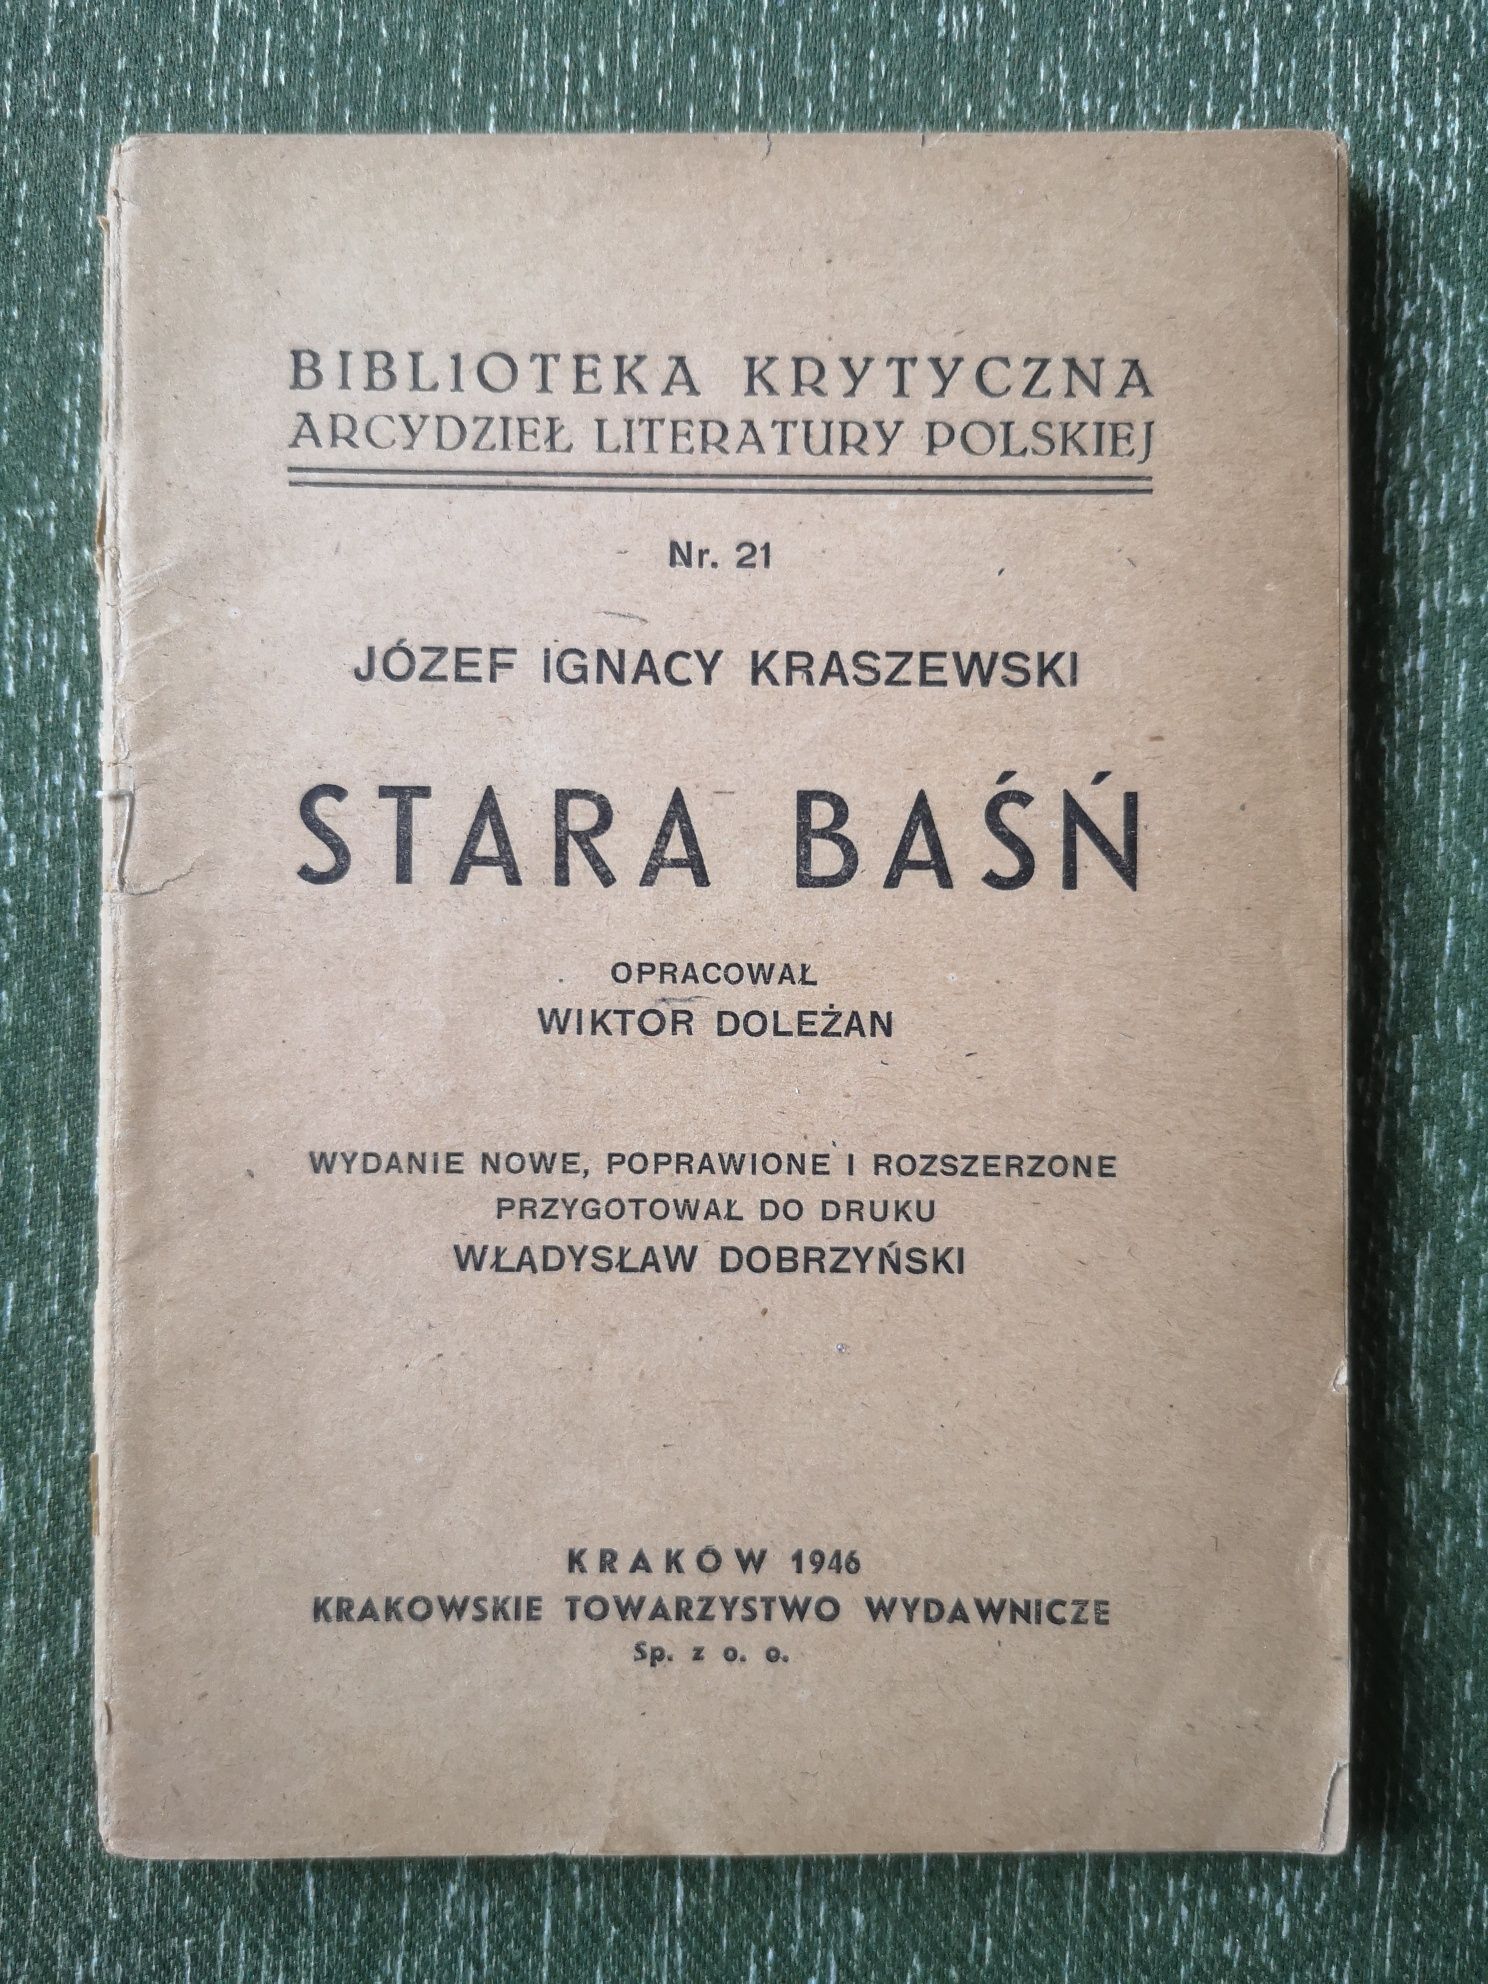 BIBLIOTEKA KRYTYCZNA
ARCYDZIEŁ LITERATURY POLSKIEJ
Nr. 21
JÓZEF IGNACY KRASZEWSKI
STARA BAŚŃ
OPRACOWAŁ
WIKTOR DOLEŻAN
WYDANIE NOWE, POPRAWIONE I ROZSZERZONE
PRZYGOTOWAŁ DO DRUKU
WŁADYSŁAW DOBRZYŃSKI
KRAKÓW 1946
KRAKOWSKIE TOWARZYSTWO WYDAWNICZE
Sp. z o. o.